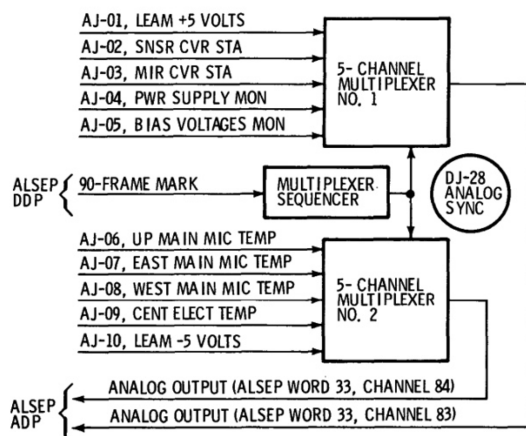 AJ-01, LEAM +5 VOLTS
AJ-02, SNSR CVR STA
AJ-03, MIR CVR STA
AJ-04, PWR SUPPLY MON
AJ-05, BIAS VOLTAGES MON
5- CHANNEL
MULTIPLEXER
NO. 1
ALSEP
DDP
90-FRAME MARK
MULTIPLEXER
SEQUENCER
DJ-28
ANALOG
SYNC
AJ-06, UP MAIN MIC TEMP
AJ-07, EAST MAIN MIC TEMP
AJ-08, WEST MAIN MIC TEMP
AJ-09, CENT ELECT TEMP
AJ-10, LEAM -5 VOLTS
5- CHANNEL
MULTIPLEXER
NO. 2
ALSEP
ADP
ANALOG OUTPUT (ALSEP WORD 33, CHANNEL 84)
ANALOG OUTPUT (ALSEP WORD 33, CHANNEL 83)